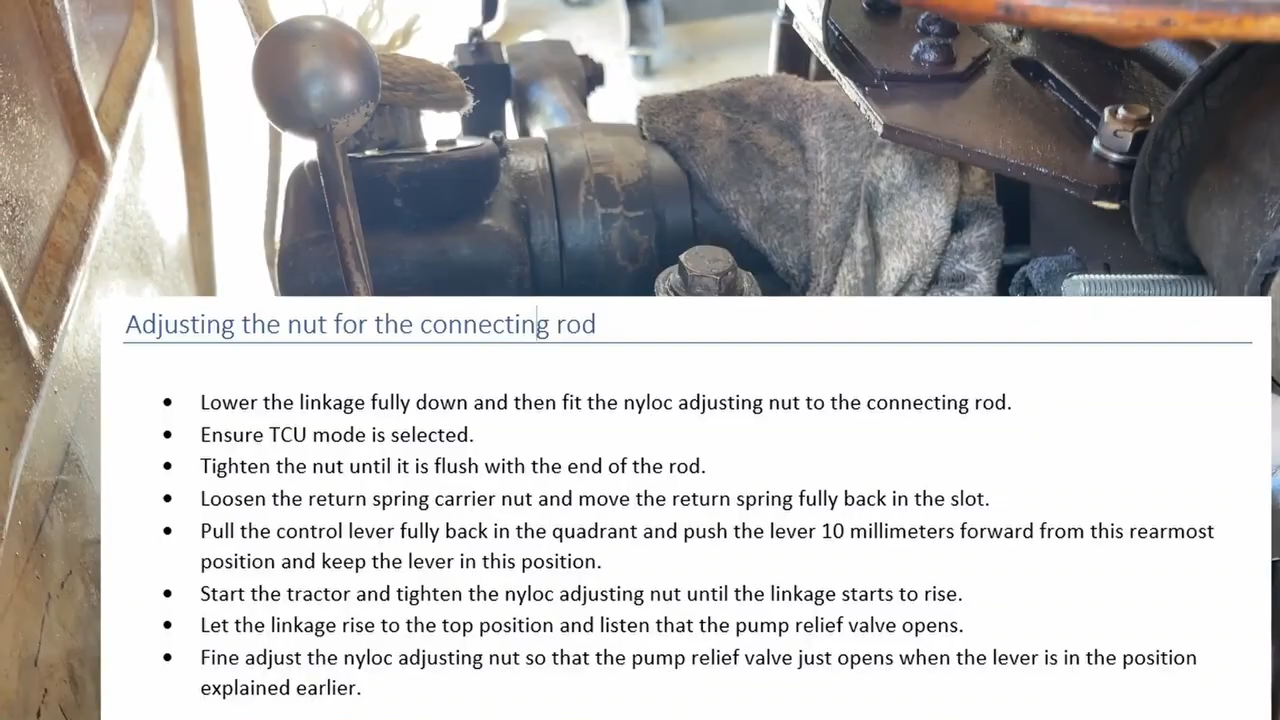 Adjusting the nut for the connecting rod
• Lower the linkage fully down and then fit the nyloc adjusting nut to the connecting rod.
• Ensure TCU mode is selected.
• Tighten the nut until it is flush with the end of the rod.
• Loosen the return spring carrier nut and move the return spring fully back in the slot.
• Pull the control lever fully back in the quadrant and push the lever 10 millimeters forward from this rearmost
position and keep the lever in this position.
• Start the tractor and tighten the nyloc adjusting nut until the linkage starts to rise.
• Let the linkage rise to the top position and listen that the pump relief valve opens.
• Fine adjust the nyloc adjusting nut so that the pump relief valve just opens when the lever is in the position
explained earlier.